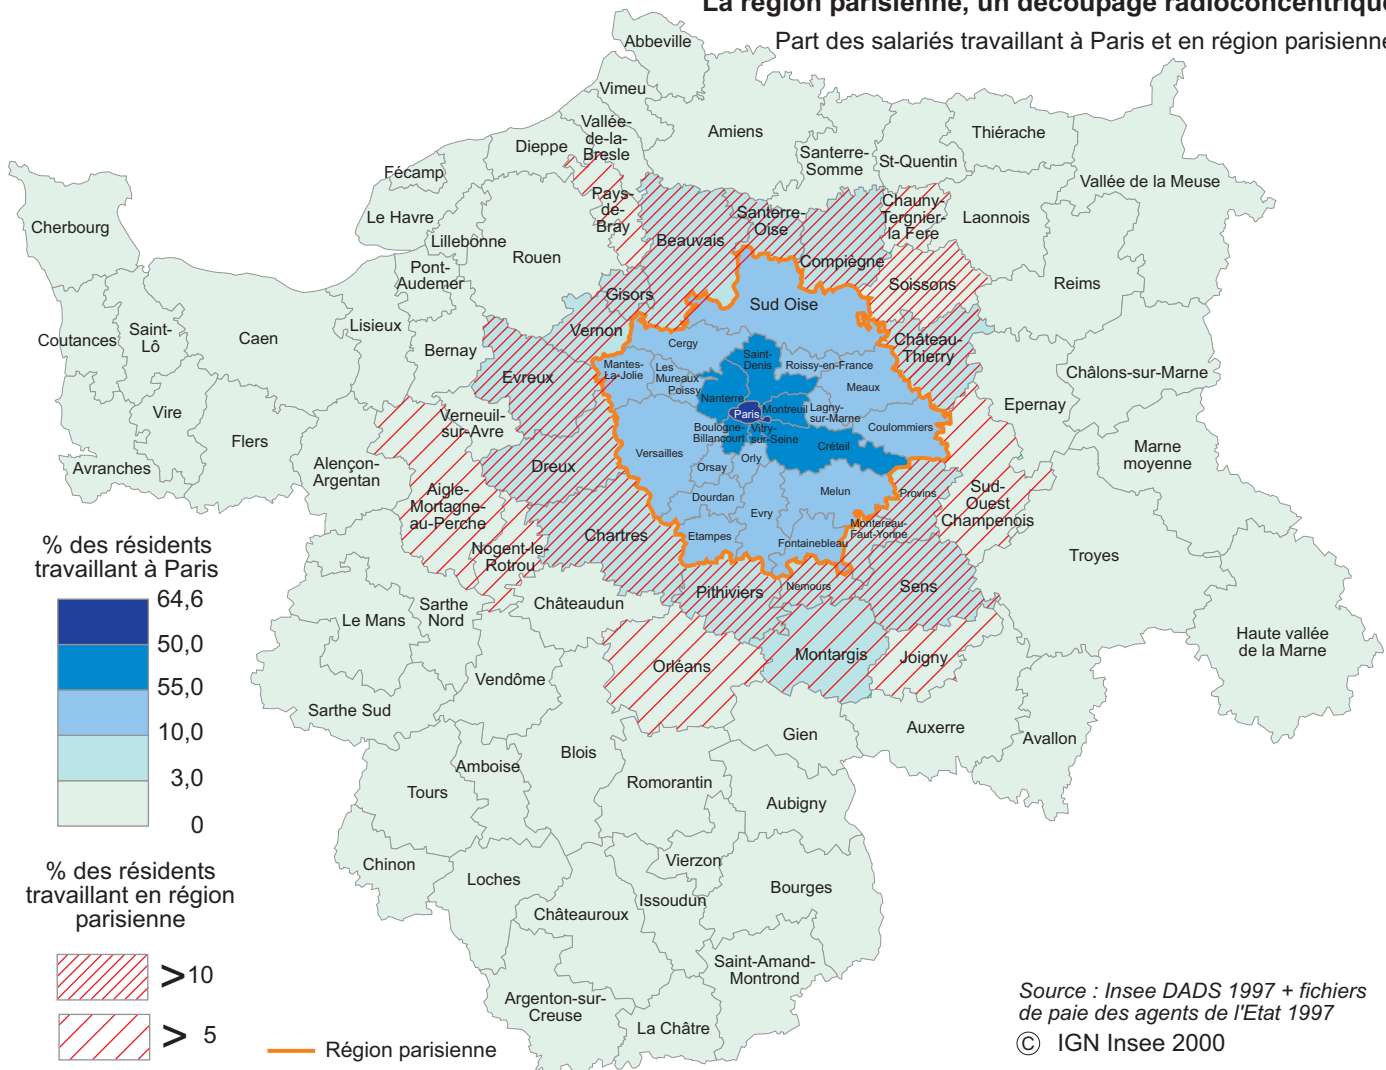 La région parisienne, un découpage radioconcentrique
Part des salariés travaillant à Paris et en région parisienne
Abbeville
Vimeu
Vallée-
de-la-
Bresle
Dieppe
Amiens
Santerre-
Somme
St-Quentin
Thiérache
Vallée de la Meuse
Fécamp
Le Havre
Lillebonne
Pont-
Audemer
Rouen
Pays-
de-
Bray
Beauvais
Santerre-
Oise
Compiégne
Chauny-
Tergnier-
la Fere
Laonnois
Soissons
Reims
Cherbourg
Coutances
Saint-
Lô
Caen
Lisieux
Bernay
Gisors
Vernon
Evreux
Sud Oise
Château-
Thierry
Châlons-sur-Marne
Epernay
Cergy
Mantes-
La-Jolie
Les
Mureaux
Poissy
Saint-
Denis
Roissy-en-France
Meaux
Nanterre
Paris
Montreuil
Lagny-
sur-Marne
Coulommiers
Boulogne-
Billancourt
Vitry-
sur-Seine
Créteil
Versailles
Orsay
Orly
Dourdan
Evry
Melun
Etampes
Fontainebleau
Provins
Montereau-
Faut-Yonne
Nemours
Vire
Flers
Avranches
Alençon-
Argentan
Verneuil-
sur-Avre
Dreux
Aigle-
Mortagne-
au-Perche
Nogent-le-
Rotrou
Chartres
Pithiviers
Sens
Sud-
Ouest
Champenois
Marne
moyenne
Troyes
Haute vallée
de la Marne
Le Mans
Sarthe
Nord
Châteaudun
Orléans
Montargis
Joigny
Sarthe Sud
Vendôme
Gien
Auxerre
Avallon
Tours
Amboise
Blois
Romorantin
Aubigny
Chinon
Loches
Vierzon
Issoudun
Bourges
Châteauroux
Saint-Amand-
Montrond
Argenton-sur-
Creuse
La Châtre
% des résidents
travaillant à Paris
64,6
50,0
55,0
10,0
3,0
0
% des résidents
travaillant en région
parisienne
>10
> 5
Région parisienne
Source : Insee DADS 1997 + fichiers
de paie des agents de l'Etat 1997
© IGN Insee 2000